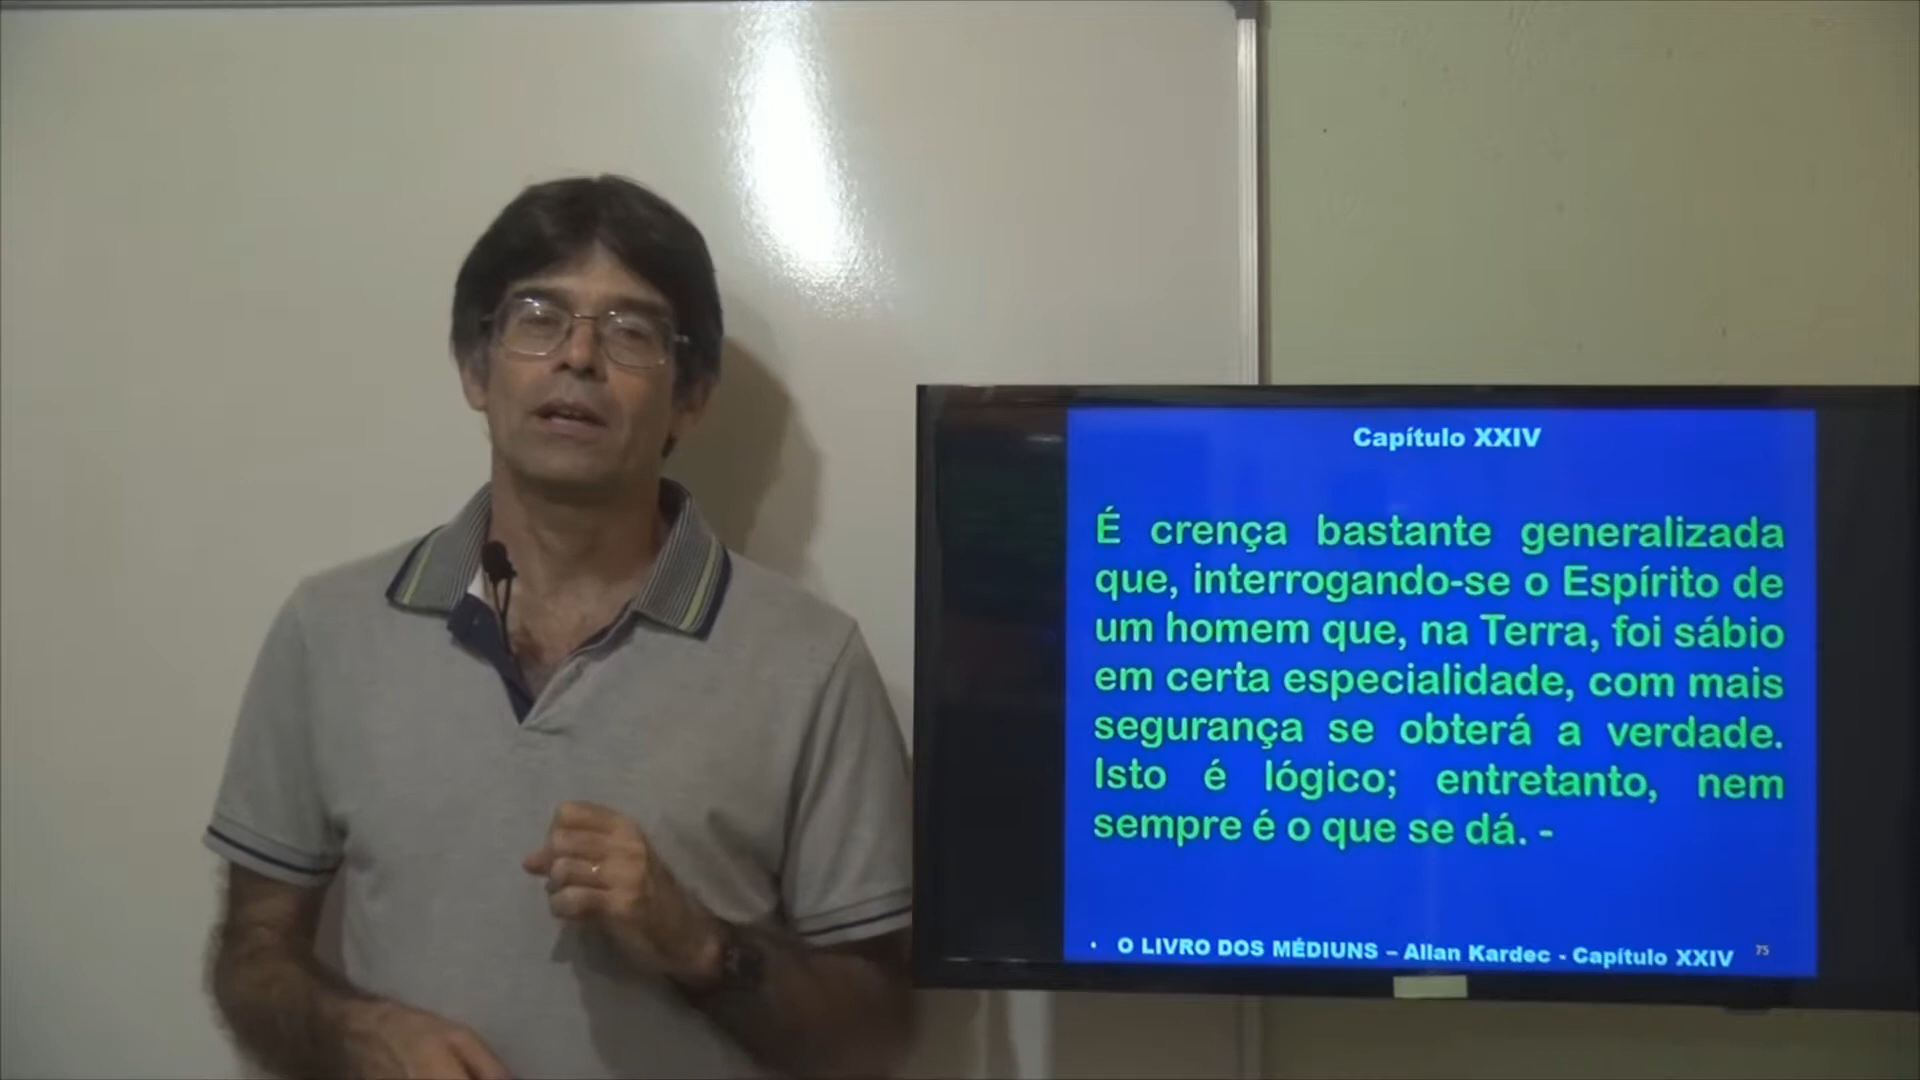 Capítulo XXIV
É crença bastante generalizada
que, interrogando-se o Espírito de
um homem que, na Terra, foi sábio
em certa especialidade, com mais
segurança se obterá a verdade.
Isto é lógico; entretanto, nem
sempre é o que se dá. -
• O LIVRO DOS MÉDIUNS – Allan Kardec - Capítulo XXIV 75